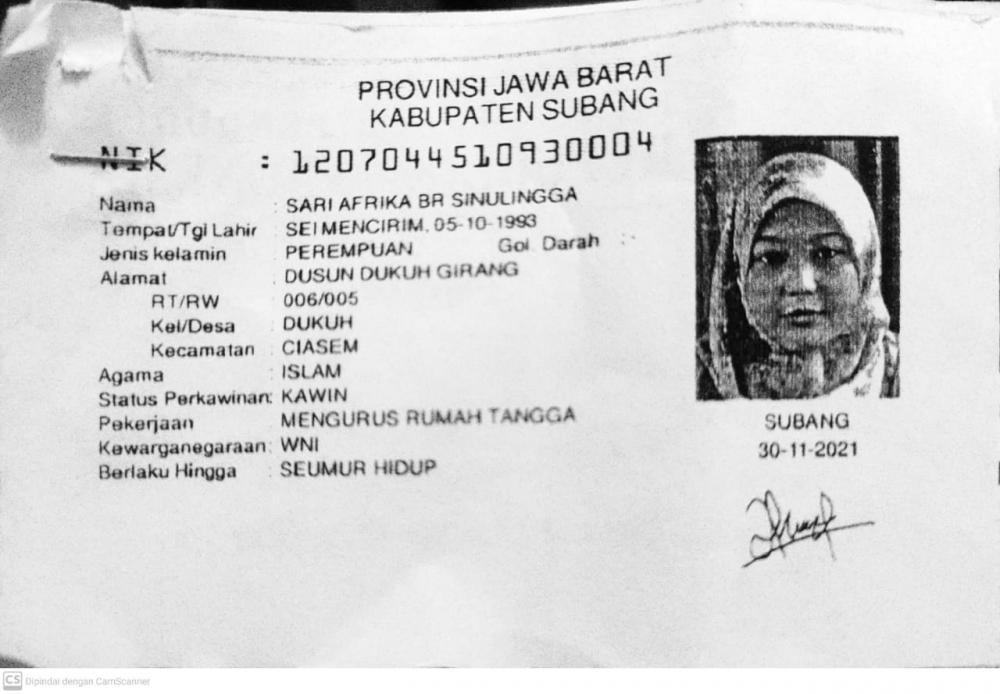 PROVINSI JAWA BARAT
KABUPATEN SUBANG
NIK : 1207044510930004
Nama : SARI AFRIKA BR SINULINGGA
Tempat/Tgl Lahir : SEI MENCIRIM, 05-10-1993
Jenis kelamin : PEREMPUAN Gol. Darah : -
Alamat : DUSUN DUKUH GIRANG
RT/RW : 006/005
Kel/Desa : DUKUH
Kecamatan : CIASEM
Agama : ISLAM
Status Perkawinan: KAWIN
Pekerjaan : MENGURUS RUMAH TANGGA
Kewarganegaraan: WNI
Berlaku Hingga : SEUMUR HIDUP
SUBANG
30-11-2021
CS Dipindai dengan CamScanner